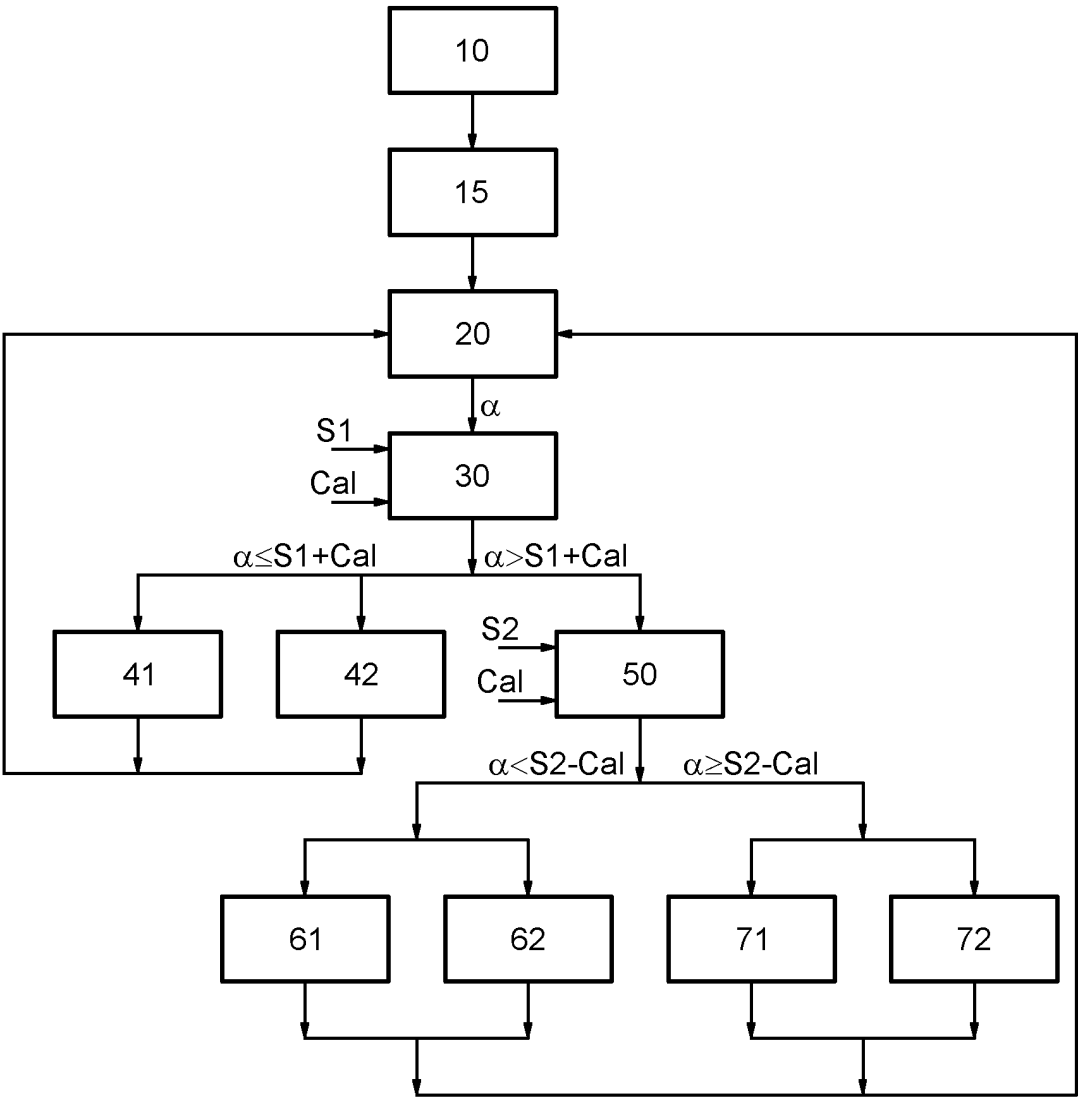 10
15
20
α
S1
Cal
30
α≤S1+Cal
α>S1+Cal
41
42
S2
Cal
50
α<S2-Cal
α≥S2-Cal
61
62
71
72